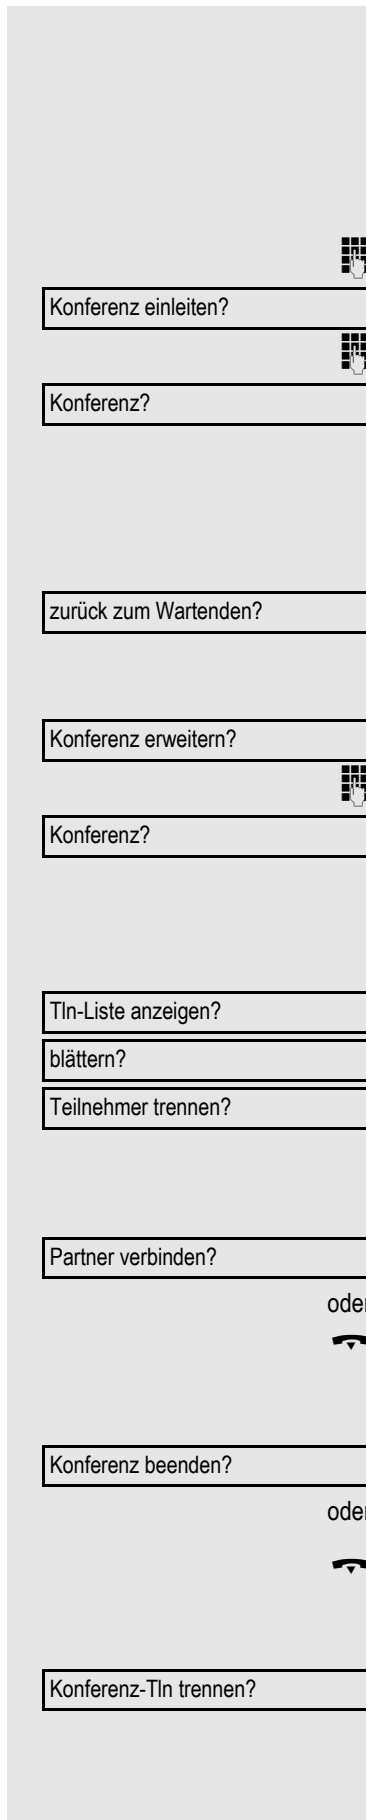 Konferenz einleiten?
Konferenz?
zurück zum Wartenden?
Konferenz erweitern?
Konferenz?
Tln-Liste anzeigen?
blättern?
Teilnehmer trennen?
Partner verbinden?
oder
Konferenz beenden?
oder
Konferenz-Tln trennen?